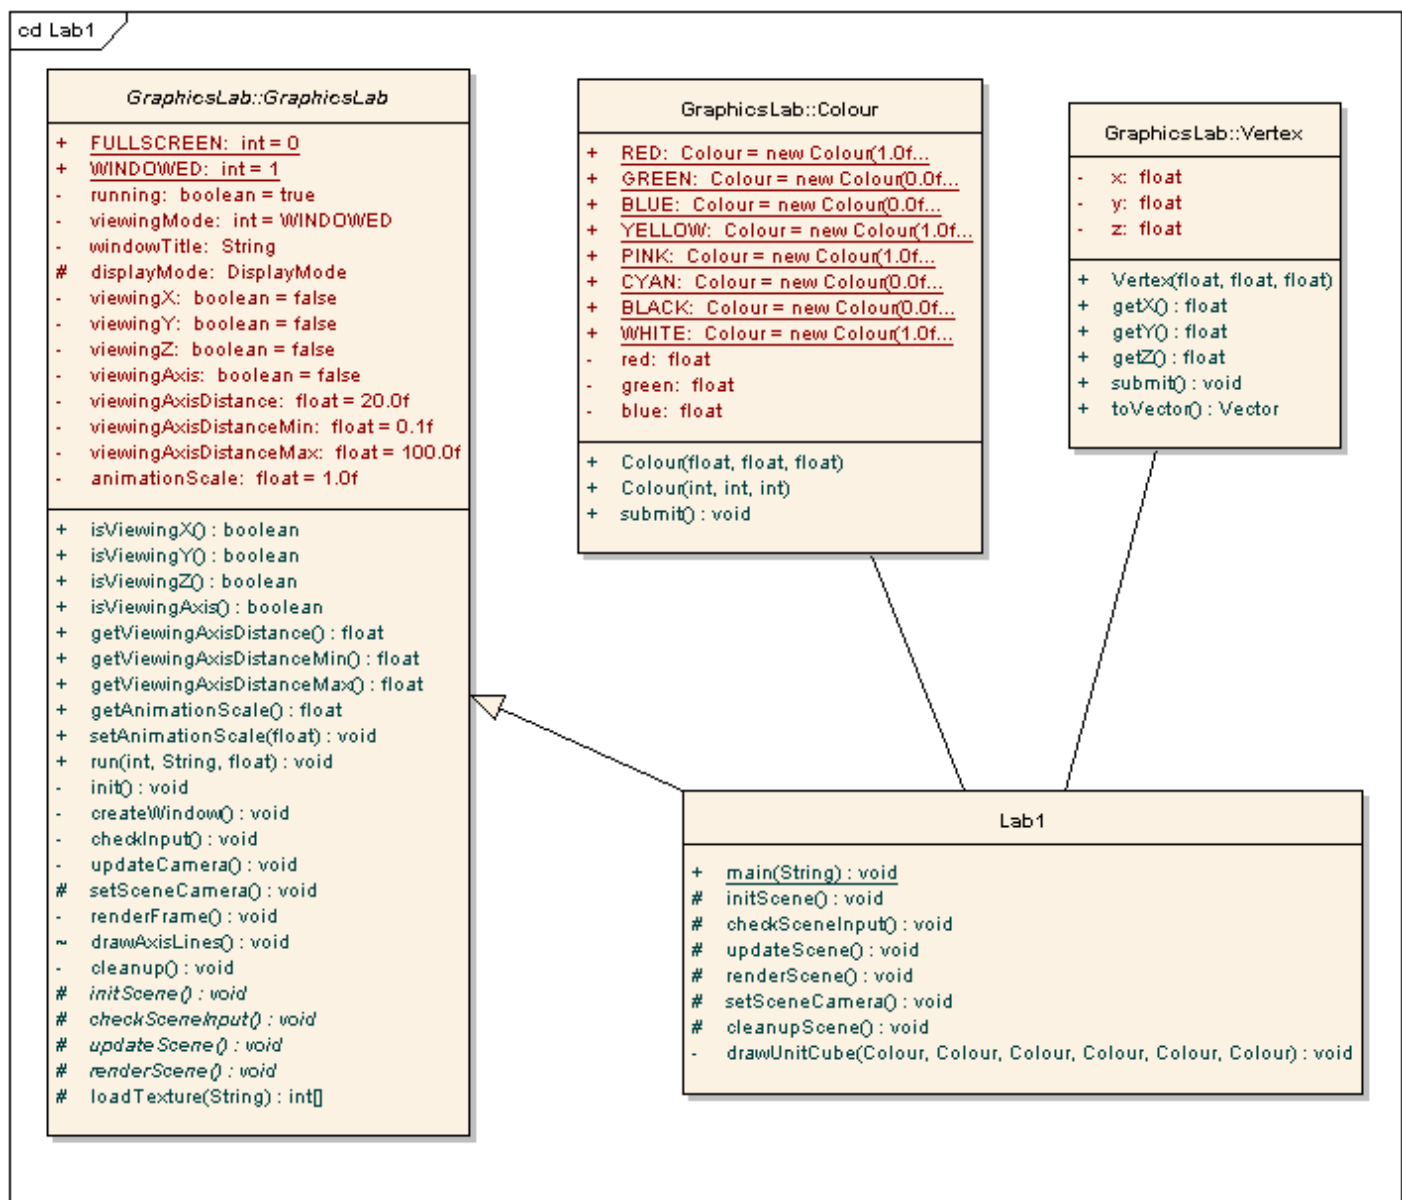 cd Lab1
GraphicsLab::GraphicsLab
+ FULLSCREEN: int = 0
+ WINDOWED: int = 1
- running: boolean = true
- viewingMode: int = WINDOWED
- windowTitle: String
# displayMode: DisplayMode
- viewingX: boolean = false
- viewingY: boolean = false
- viewingZ: boolean = false
- viewingAxis: boolean = false
- viewingAxisDistance: float = 20.0f
- viewingAxisDistanceMin: float = 0.1f
- viewingAxisDistanceMax: float = 100.0f
- animationScale: float = 1.0f
+ isViewingX() : boolean
+ isViewingY() : boolean
+ isViewingZ() : boolean
+ isViewingAxis() : boolean
+ getViewingAxisDistance() : float
+ getViewingAxisDistanceMin() : float
+ getViewingAxisDistanceMax() : float
+ getAnimationScale() : float
+ setAnimationScale(float) : void
+ run(int, String, float) : void
- init() : void
- createWindow() : void
- checkInput() : void
- updateCamera() : void
# setSceneCamera() : void
- renderFrame() : void
~ drawAxisLines() : void
- cleanup() : void
# initScene() : void
# checkSceneInput() : void
# updateScene() : void
# renderScene() : void
# loadTexture(String) : int[]
GraphicsLab::Colour
+ RED: Colour = new Colour(1.0f...
+ GREEN: Colour = new Colour(0.0f...
+ BLUE: Colour = new Colour(0.0f...
+ YELLOW: Colour = new Colour(1.0f...
+ PINK: Colour = new Colour(1.0f...
+ CYAN: Colour = new Colour(0.0f...
+ BLACK: Colour = new Colour(0.0f...
+ WHITE: Colour = new Colour(1.0f...
- red: float
- green: float
- blue: float
+ Colour(float, float, float)
+ Colour(int, int, int)
+ submit() : void
GraphicsLab::Vertex
- x: float
- y: float
- z: float
+ Vertex(float, float, float)
+ getX() : float
+ getY() : float
+ getZ() : float
+ submit() : void
+ toVector() : Vector
Lab1
+ main(String) : void
# initScene() : void
# checkSceneInput() : void
# updateScene() : void
# renderScene() : void
# setSceneCamera() : void
# cleanupScene() : void
- drawUnitCube(Colour, Colour, Colour, Colour, Colour, Colour) : void